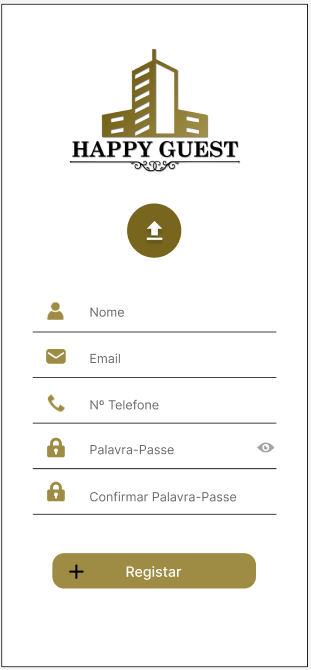 HAPPY GUEST
Nome
Email
Nº Telefone
Palavra-Passe
Confirmar Palavra-Passe
Registar